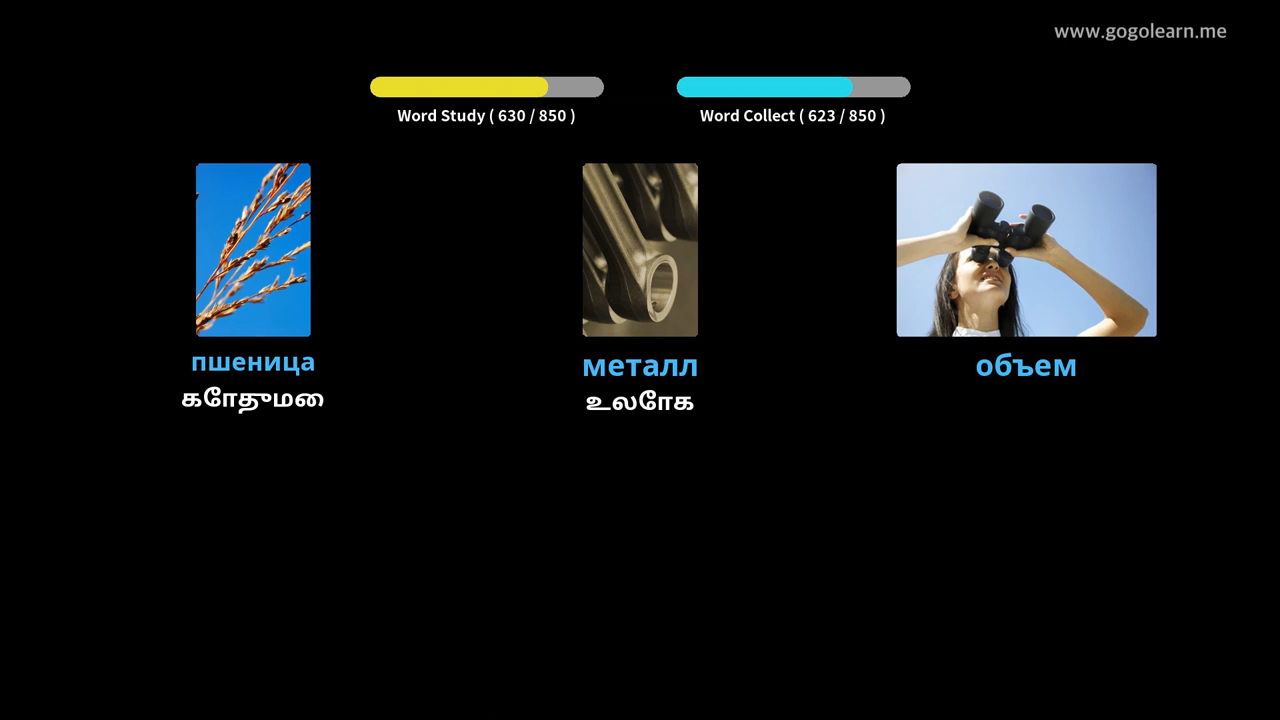 www.gogolearn.me
Word Study ( 630 / 850 )
Word Collect ( 623 / 850 )
пшеница
металл
объем
கோதுமை
உலோக